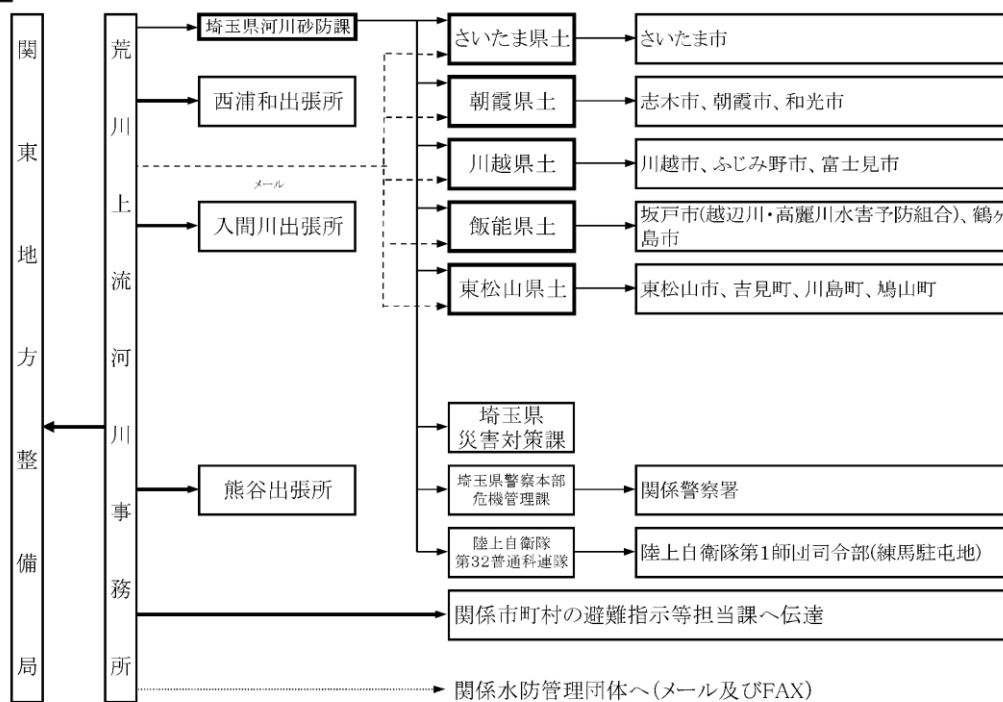 関東地方整備局
荒川上流河川事務所
埼玉県河川砂防課
西浦和出張所
メール
入間川出張所
熊谷出張所
さいたま県土
さいたま市
朝霞県土
志木市、朝霞市、和光市
川越県土
川越市、ふじみ野市、富士見市
飯能県土
坂戸市(越辺川・高麗川水害予防組合)、鶴ヶ
島市
東松山県土
東松山市、吉見町、川島町、鳩山町
埼玉県
災害対策課
埼玉県警察本部
危機管理課
関係警察署
陸上自衛隊
第32普通科連隊
陸上自衛隊第1師団司令部(練馬駐屯地)
関係市町村の避難指示等担当課へ伝達
関係水防管理団体へ(メール及びFAX)